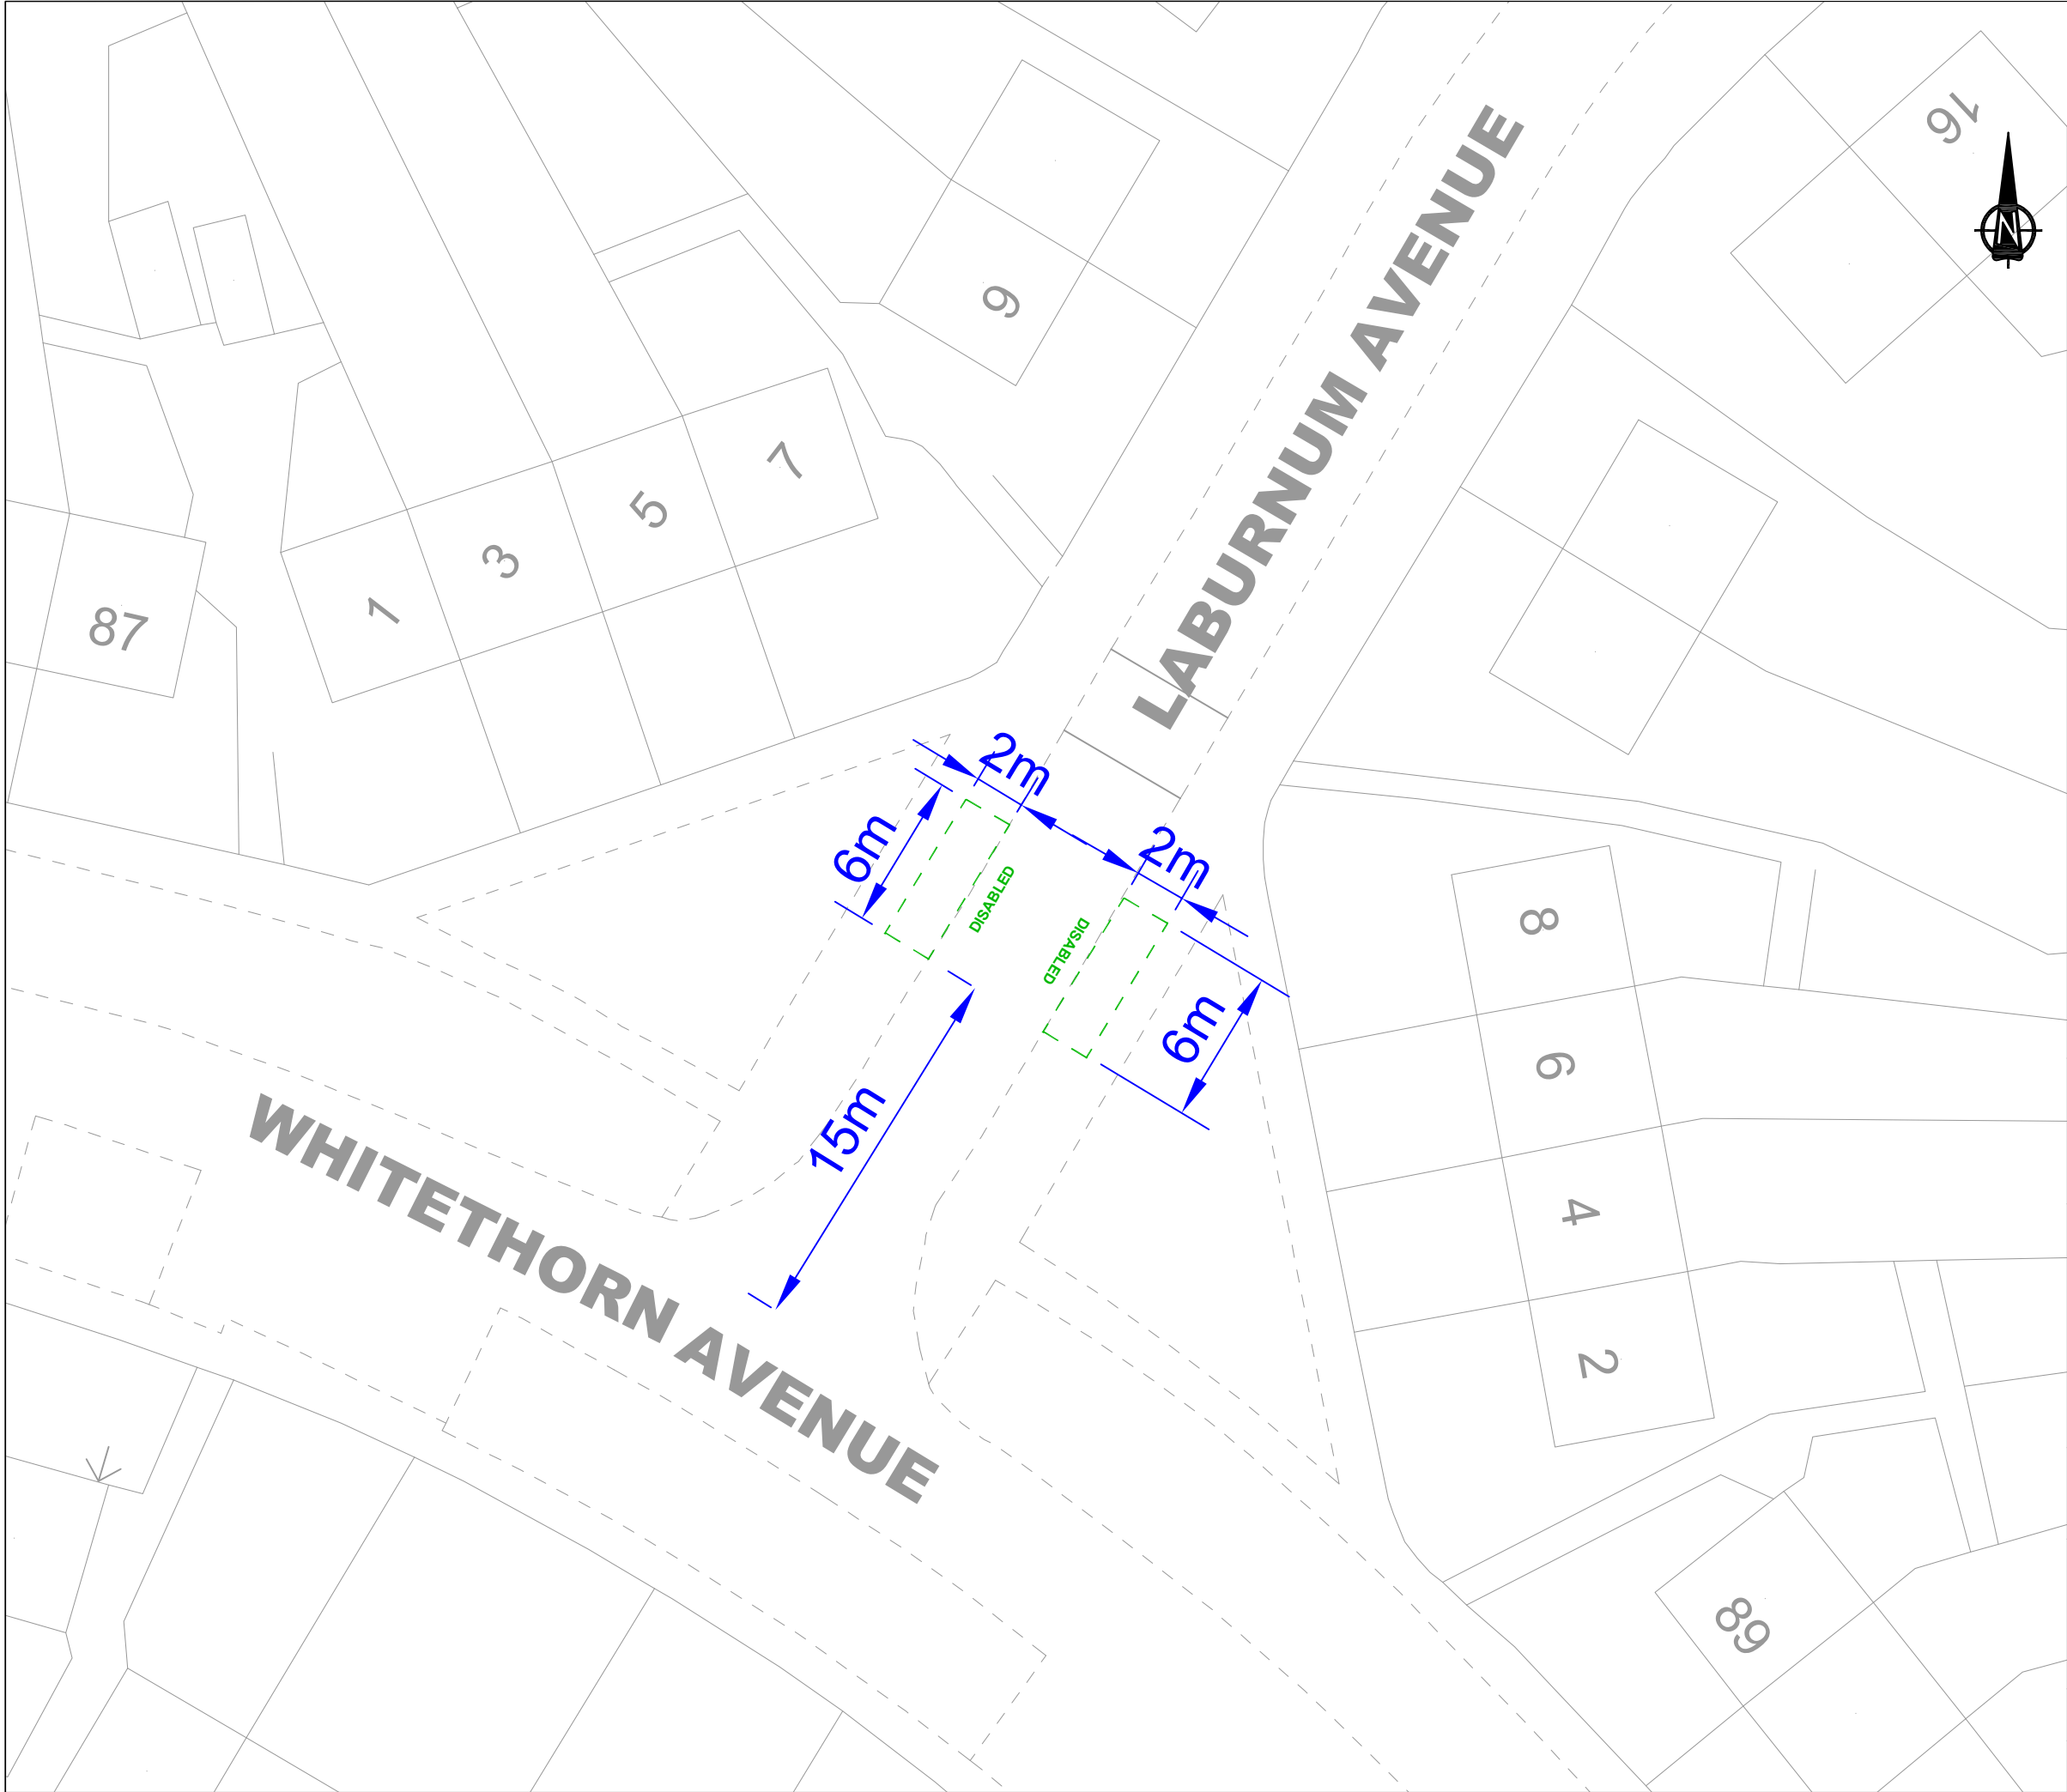 16
N
9
LABURNUM AVENUE
7
5
3
1
87
2m
2m
6m
DISABLED
DISABLED
6m
15m
8
6
4
2
WHITETHORN AVENUE
89